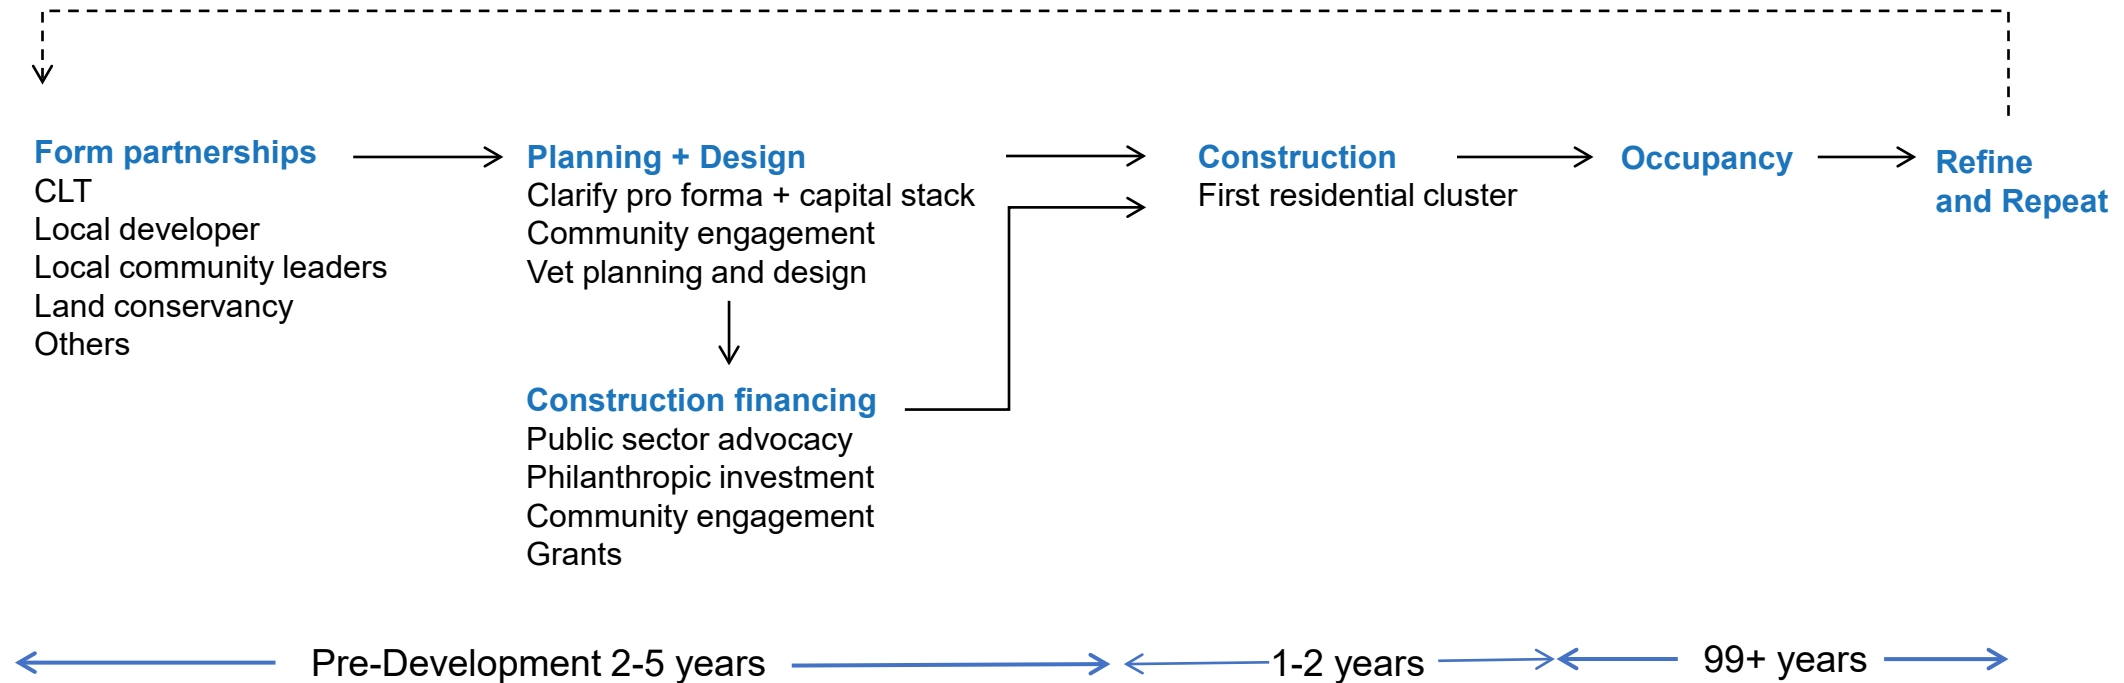 Form partnerships
CLT
Local developer
Local community leaders
Land conservancy
Others
Planning + Design
Clarify pro forma + capital stack
Community engagement
Vet planning and design
Construction financing
Public sector advocacy
Philanthropic investment
Community engagement
Grants
Construction
First residential cluster
Occupancy
Refine
and Repeat
Pre-Development 2-5 years
1-2 years
99+ years